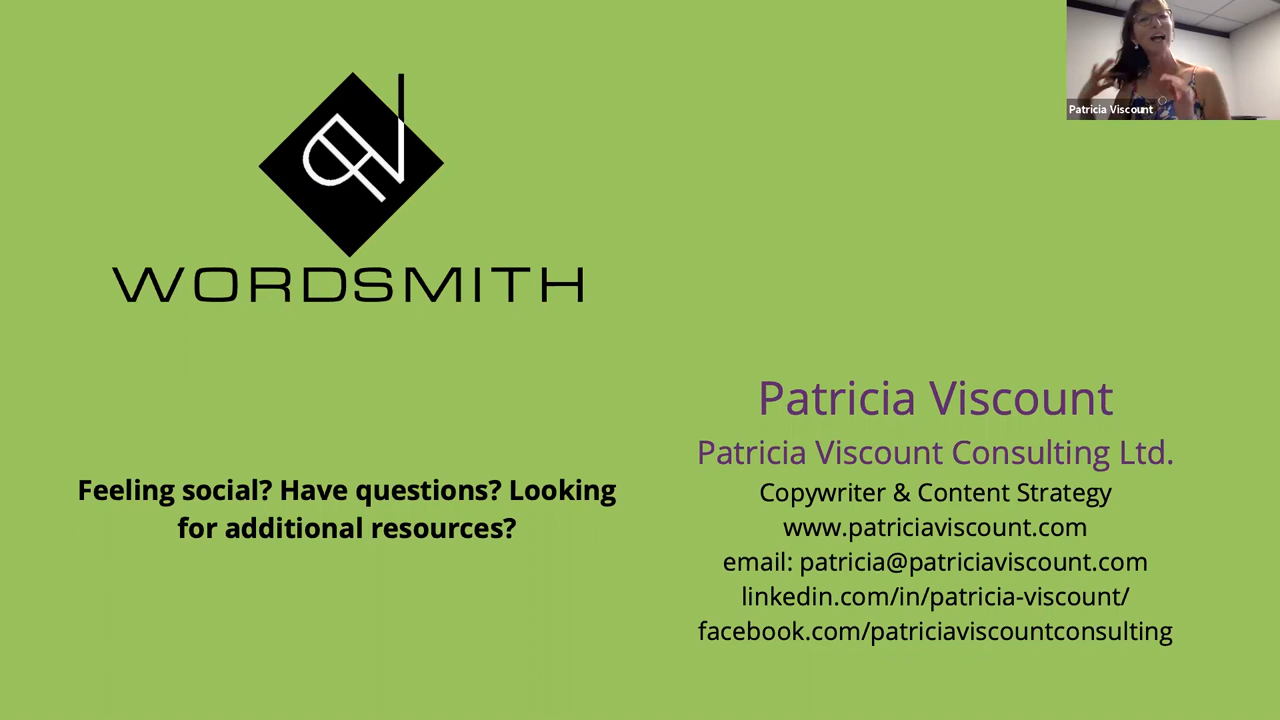 Patricia Viscount
PV
WORDSMITH
Feeling social? Have questions? Looking
for additional resources?
Patricia Viscount
Patricia Viscount Consulting Ltd.
Copywriter & Content Strategy
www.patriciaviscount.com
email: patricia@patriciaviscount.com
linkedin.com/in/patricia-viscount/
facebook.com/patriciaviscountconsulting